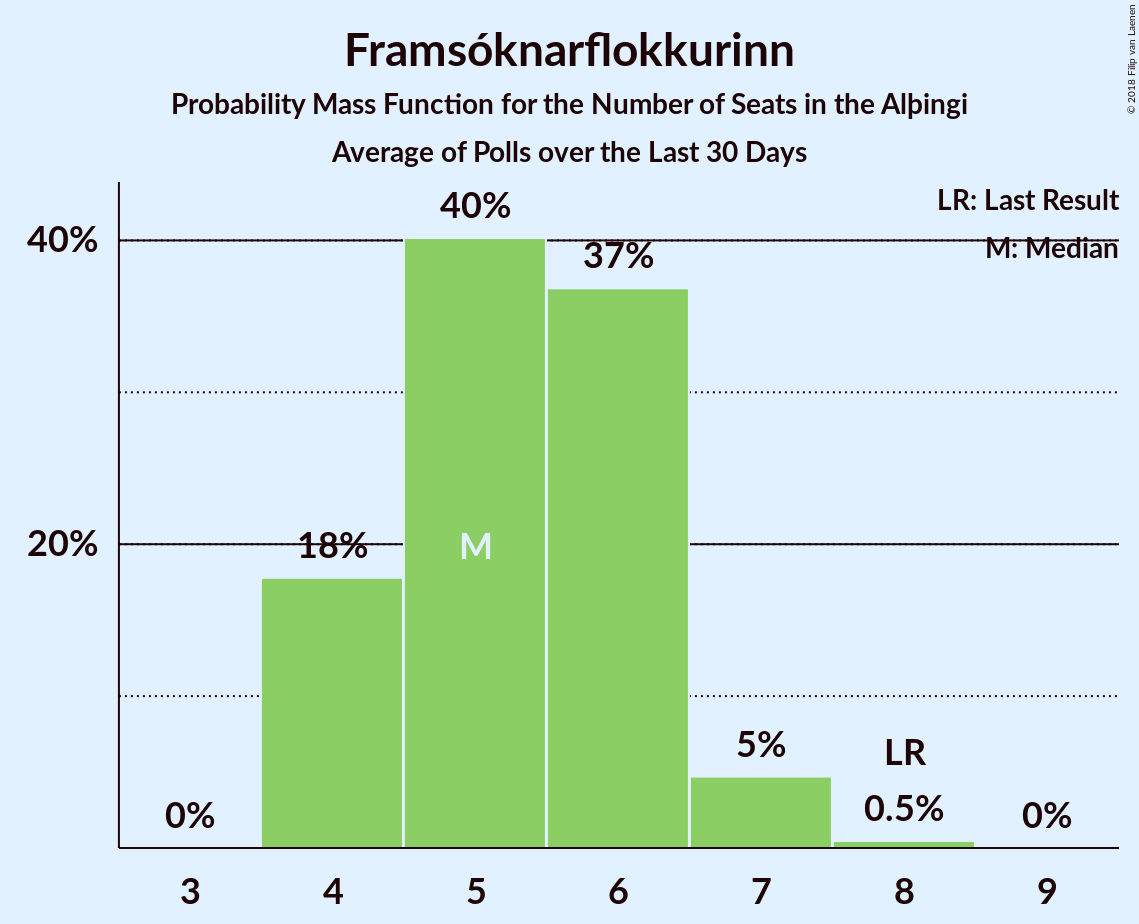 Framsóknarflokkurinn
Probability Mass Function for the Number of Seats in the Alþingi
Average of Polls over the Last 30 Days
© 2018 Filip van Laenen
LR: Last Result
M: Median
40%
20%
0%
18%
40%
M
37%
5%
LR
0.5%
0%
3 4 5 6 7 8 9